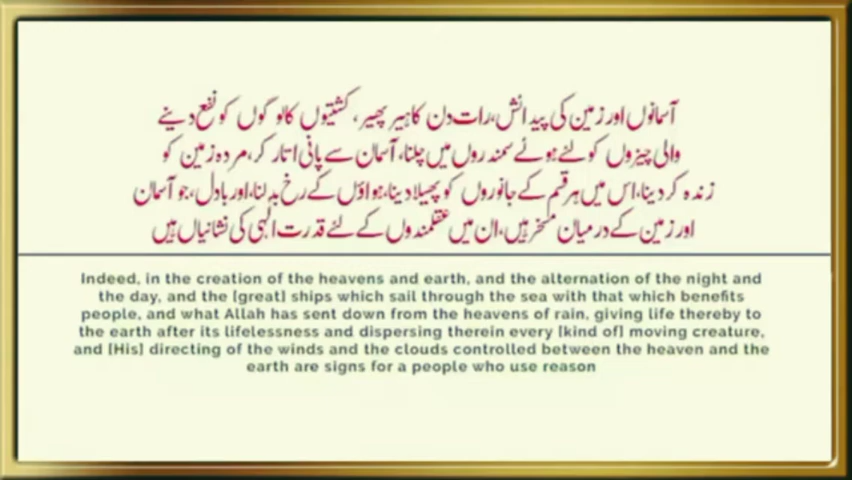 آسمانوں اور زمین کی پیدائش، رات دن کا ہیر پھیر، کشتیوں کا لوگوں کو نفع دینے
والی چیزوں کو لئے ہوئے سمندروں میں چلنا، آسمان سے پانی اتار کر، مردہ زمین کو
زندہ کردینا، اس میں ہر قسم کے جانوروں کو پھیلا دینا، ہواؤں کے رخ بدلنا، اور بادل، جو آسمان
اور زمین کے درمیان مسخر ہیں، ان میں عقلمندوں کے لئے قدرت الٰہی کی نشانیاں ہیں
Indeed, in the creation of the heavens and earth, and the alternation of the night and
the day, and the [great] ships which sail through the sea with that which benefits
people, and what Allah has sent down from the heavens of rain, giving life thereby to
the earth after its lifelessness and dispersing therein every [kind of] moving creature,
and [His] directing of the winds and the clouds controlled between the heaven and the
earth are signs for a people who use reason